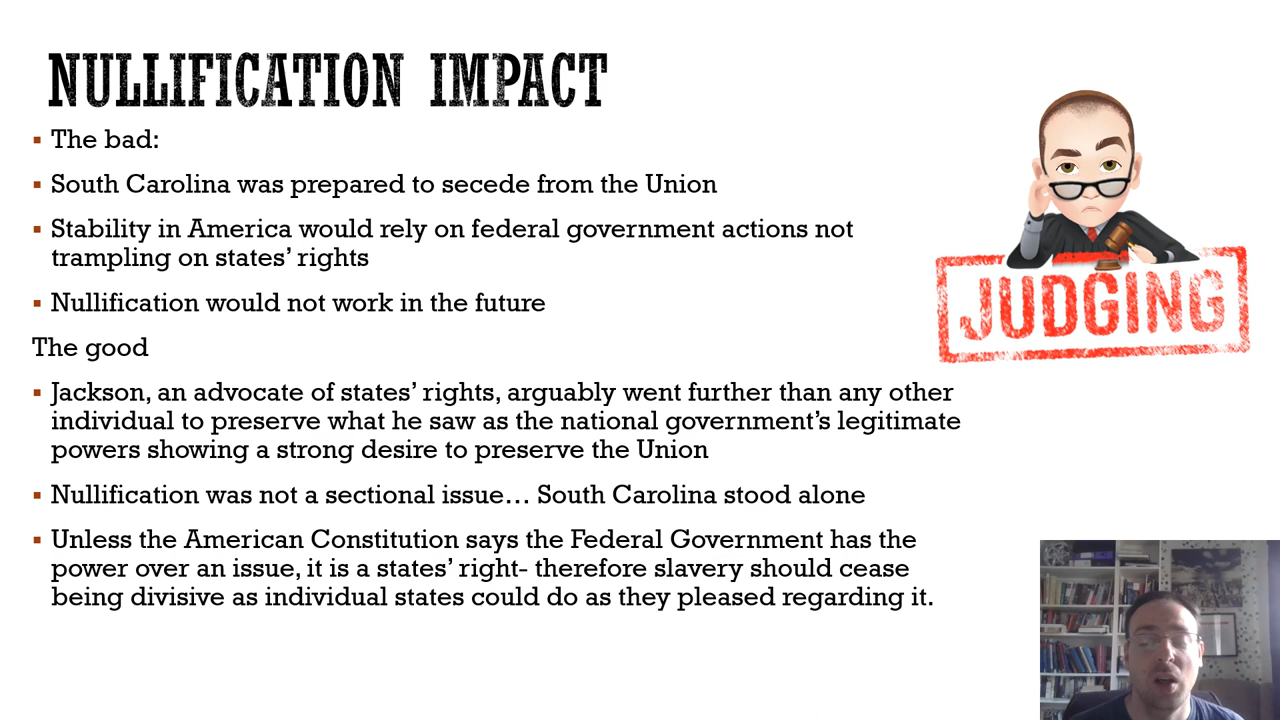 NULLIFICATION IMPACT
The bad:
South Carolina was prepared to secede from the Union
Stability in America would rely on federal government actions not
trampling on states’ rights
Nullification would not work in the future
The good
Jackson, an advocate of states’ rights, arguably went further than any other
individual to preserve what he saw as the national government’s legitimate
powers showing a strong desire to preserve the Union
Nullification was not a sectional issue… South Carolina stood alone
Unless the American Constitution says the Federal Government has the
power over an issue, it is a states’ right- therefore slavery should cease
being divisive as individual states could do as they pleased regarding it.
JUDGING